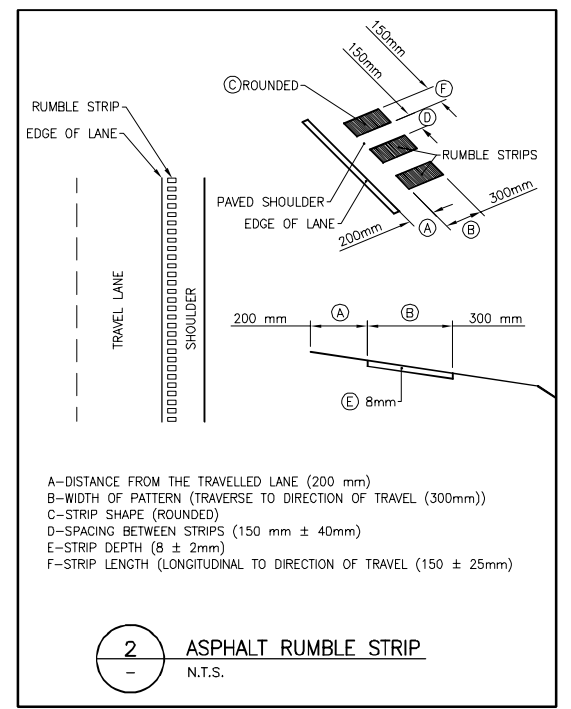 RUMBLE STRIP
EDGE OF LANE
TRAVEL LANE
SHOULDER
150mm
150mm
Ⓒ ROUNDED
Ⓕ
Ⓓ
RUMBLE STRIPS
PAVED SHOULDER
EDGE OF LANE
200mm
Ⓐ
Ⓑ
300mm
200 mm
Ⓐ
Ⓑ
300 mm
Ⓔ 8mm
A–DISTANCE FROM THE TRAVELLED LANE (200 mm)
B–WIDTH OF PATTERN (TRAVERSE TO DIRECTION OF TRAVEL (300mm))
C–STRIP SHAPE (ROUNDED)
D–SPACING BETWEEN STRIPS (150 mm ± 40mm)
E–STRIP DEPTH (8 ± 2mm)
F–STRIP LENGTH (LONGITUDINAL TO DIRECTION OF TRAVEL (150 ± 25mm)
2
–
ASPHALT RUMBLE STRIP
N.T.S.